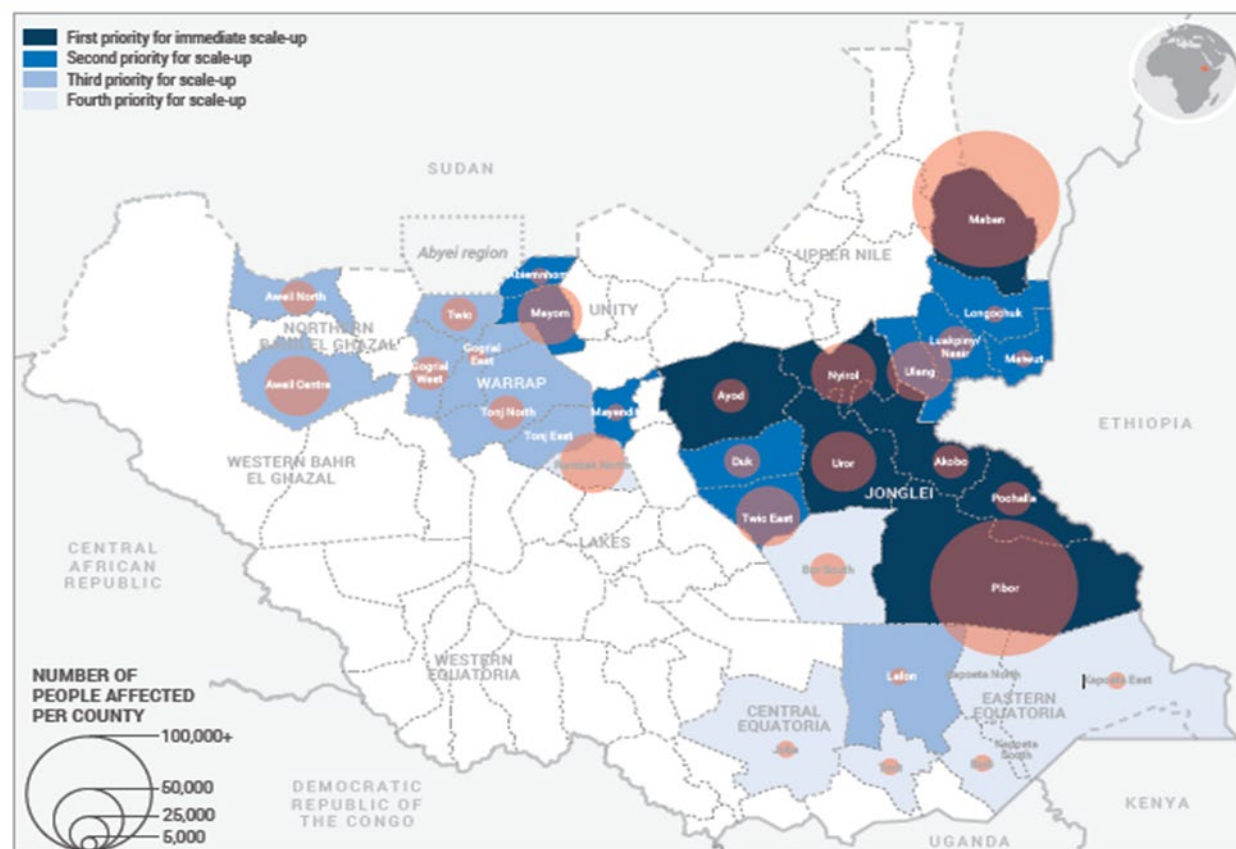 First priority for immediate scale-up
Second priority for scale-up
Third priority for scale-up
Fourth priority for scale-up
SUDAN
Maban
Abyei region
UPPER NILE
Abiemnhom
Aweil North
Twic
Mayom
UNITY
Longochuk
NORTHERN
BAHR EL GHAZAL
Luakpiny/
Nasir
Maiwut
Gogrial
East
Gogrial
West
Nyirol
Ulang
Aweil Centre
WARRAP
Ayod
Tonj North
ETHIOPIA
Tonj East
Duk
Uror
Akobo
WESTERN BAHR
EL GHAZAL
JONGLEI
Pochalla
Twic East
LAKES
CENTRAL
AFRICAN
REPUBLIC
Bor South
Pibor
WESTERN
EQUATORIA
Lafon
Kapoeta North
Kapoeta East
NUMBER OF
PEOPLE AFFECTED
PER COUNTY
CENTRAL
EQUATORIA
EASTERN
EQUATORIA
100,000+
50,000
25,000
5,000
DEMOCRATIC
REPUBLIC OF
THE CONGO
KENYA
UGANDA